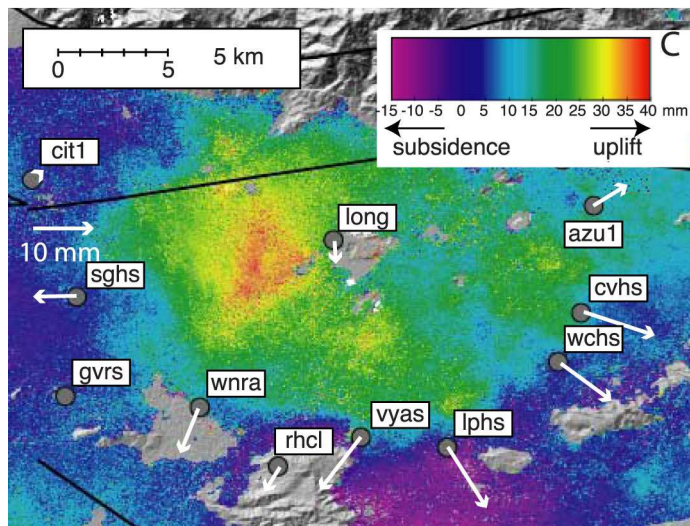 C
5 km
0 5
-15 -10 -5 0 5 10 15 20 25 30 35 40 mm
subsidence uplift
cit1
long
azu1
10 mm
sghs
cvhs
wchs
gvrs
wnra
vyas
lphs
rhcl